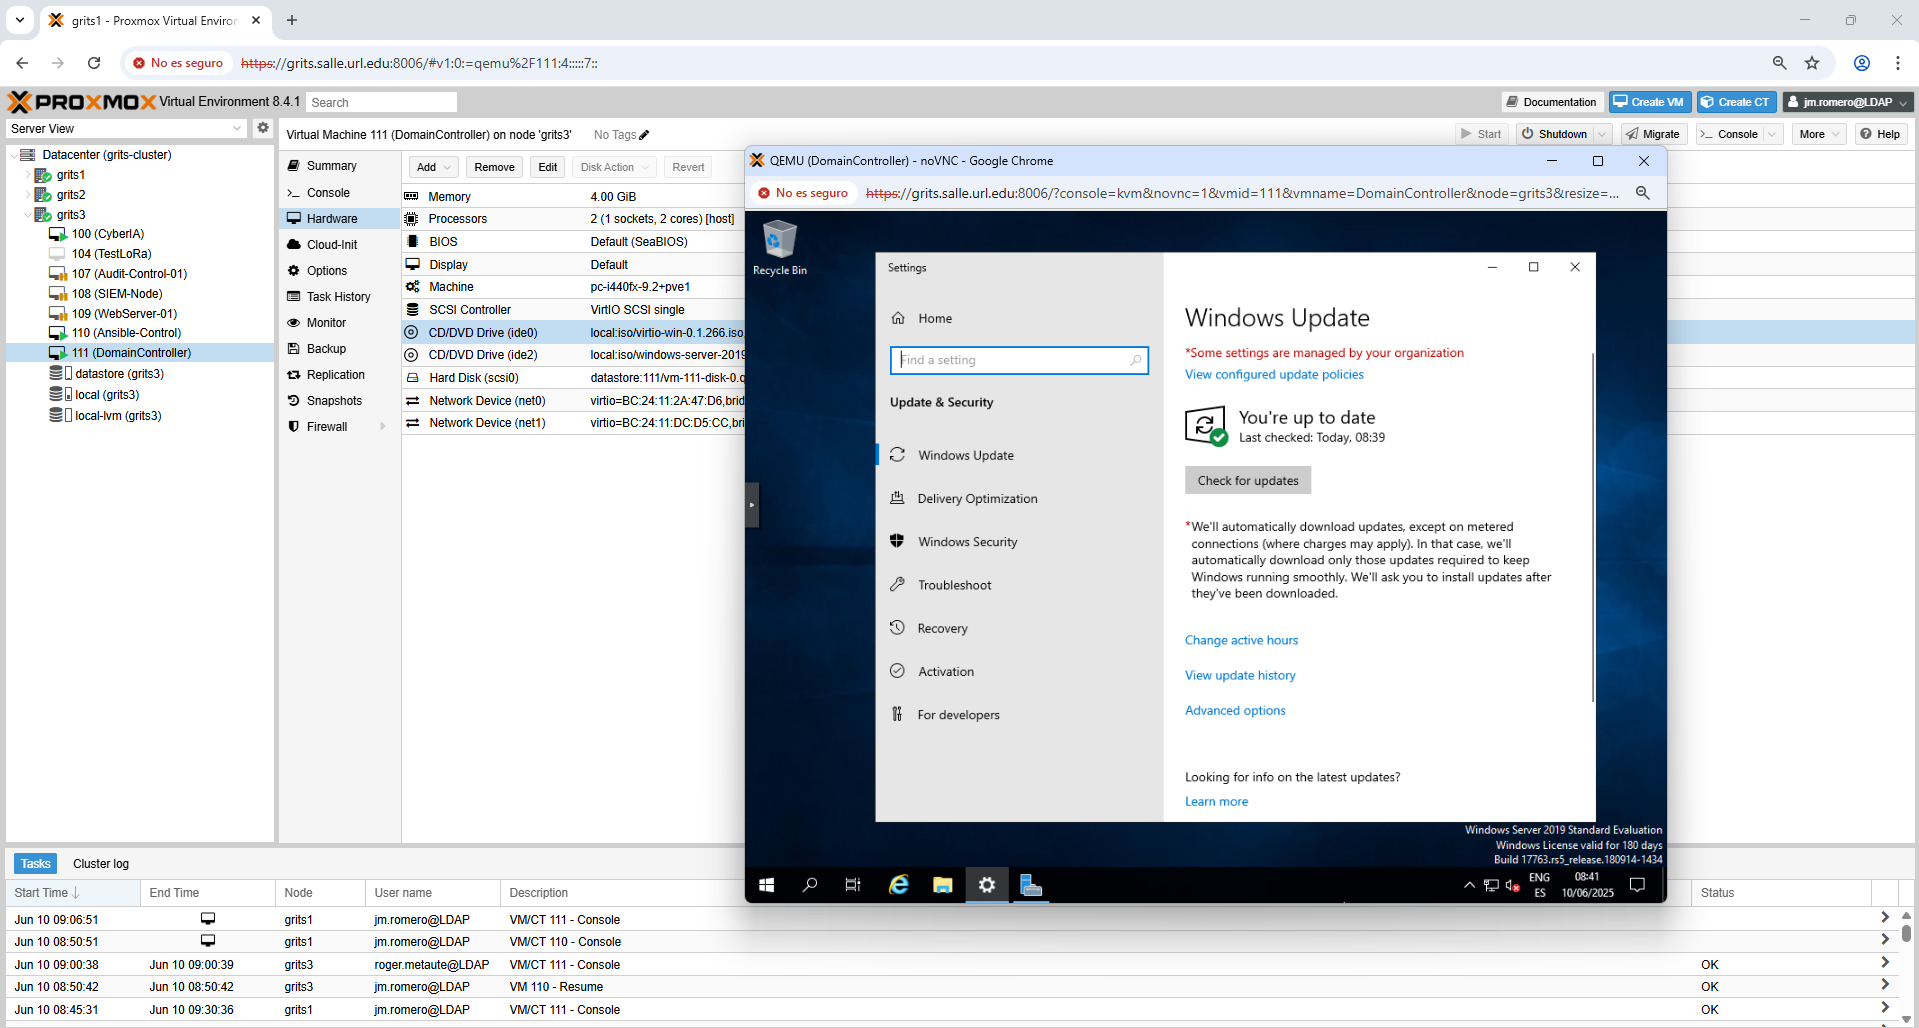 grits1 - Proxmox Virtual Environ
No es seguro
https://grits.salle.url.edu:8006/#v1:0:=qemu%2F111:4:::::7::
PROXMOX Virtual Environment 8.4.1
Search
Documentation
Create VM
Create CT
jm.romero@LDAP
Server View
Virtual Machine 111 (DomainController) on node 'grits3'
No Tags
Start
Shutdown
Migrate
Console
More
Help
Datacenter (grits-cluster)
grits1
grits2
grits3
100 (CyberIA)
104 (TestLoRa)
107 (Audit-Control-01)
108 (SIEM-Node)
109 (WebServer-01)
110 (Ansible-Control)
111 (DomainController)
datastore (grits3)
local (grits3)
local-lvm (grits3)
Summary
Console
Hardware
Cloud-Init
Options
Task History
Monitor
Backup
Replication
Snapshots
Firewall
Add
Remove
Edit
Disk Action
Revert
Memory 4.00 GiB
Processors 2 (1 sockets, 2 cores) [host]
BIOS Default (SeaBIOS)
Display Default
Machine pc-i440fx-9.2+pve1
SCSI Controller VirtIO SCSI single
CD/DVD Drive (ide0) local:iso/virtio-win-0.1.266.iso,
CD/DVD Drive (ide2) local:iso/windows-server-2019
Hard Disk (scsi0) datastore:111/vm-111-disk-0.q
Network Device (net0) virtio=BC:24:11:2A:47:D6,brid
Network Device (net1) virtio=BC:24:11:DC:D5:CC,bri
QEMU (DomainController) - noVNC - Google Chrome
No es seguro
https://grits.salle.url.edu:8006/?console=kvm&novnc=1&vmid=111&vmname=DomainController&node=grits3&resize=...
Recycle Bin
Settings
Home
Find a setting
Update & Security
Windows Update
Delivery Optimization
Windows Security
Troubleshoot
Recovery
Activation
For developers
Windows Update
*Some settings are managed by your organization
View configured update policies
You're up to date
Last checked: Today, 08:39
Check for updates
*We'll automatically download updates, except on metered
connections (where charges may apply). In that case, we'll
automatically download only those updates required to keep
Windows running smoothly. We'll ask you to install updates after
they've been downloaded.
Change active hours
View update history
Advanced options
Looking for info on the latest updates?
Learn more
Windows Server 2019 Standard Evaluation
Windows License valid for 180 days
Build 17763.rs5_release.180914-1434
ENG
ES
08:41
10/06/2025
Tasks
Cluster log
Start Time End Time Node User name Description Status
Jun 10 09:06:51 grits1 jm.romero@LDAP VM/CT 111 - Console
Jun 10 08:50:51 grits1 jm.romero@LDAP VM/CT 110 - Console
Jun 10 09:00:38 Jun 10 09:00:39 grits3 roger.metaute@LDAP VM/CT 111 - Console OK
Jun 10 08:50:42 Jun 10 08:50:42 grits3 jm.romero@LDAP VM 110 - Resume OK
Jun 10 08:45:31 Jun 10 09:30:36 grits1 jm.romero@LDAP VM/CT 111 - Console OK